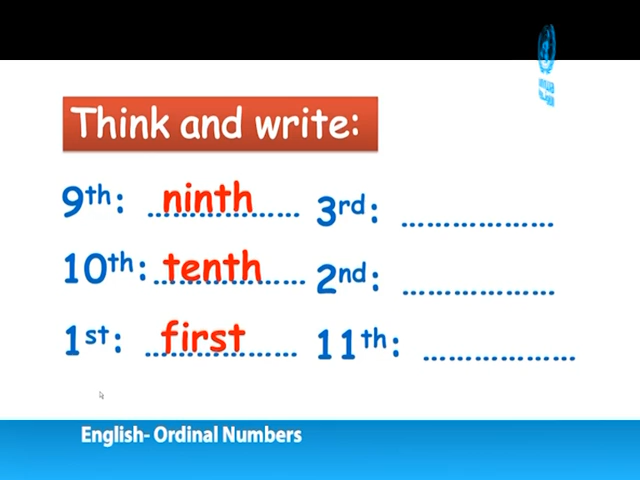 Think and write:
9th: ninth 3rd: ..................
10th: tenth 2nd: ..................
1st: first 11th: ..................
English- Ordinal Numbers